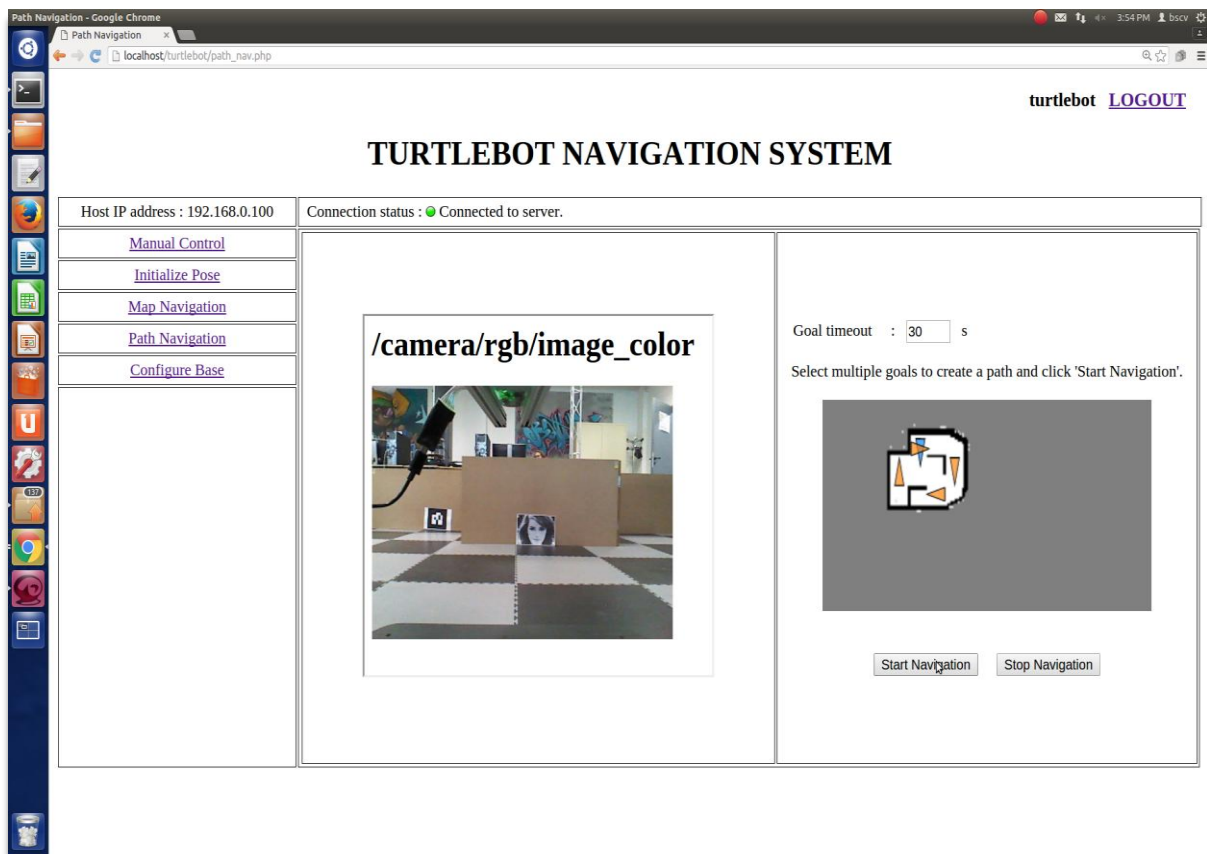 Path Navigation - Google Chrome
3:54 PM bscv
Path Navigation
localhost/turtlebot/path_nav.php
turtlebot LOGOUT
TURTLEBOT NAVIGATION SYSTEM
Host IP address : 192.168.0.100
Connection status : Connected to server.
Manual Control
Initialize Pose
Map Navigation
Path Navigation
Configure Base
/camera/rgb/image_color
Goal timeout : 30 s
Select multiple goals to create a path and click 'Start Navigation'.
Start Navigation
Stop Navigation
137